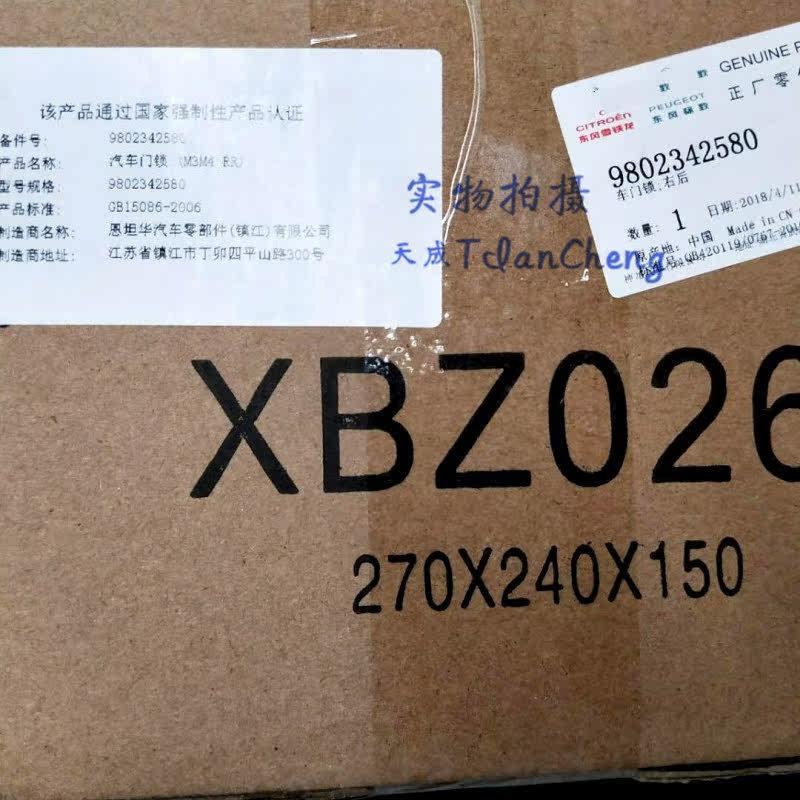 该产品通过国家强制性产品认证
备件号: 9802342580
产品名称: 汽车门锁 (M3M4 RR)
型号规格: 9802342580
产品标准: GB15086-2006
制造商名称: 恩坦华汽车零部件(镇江)有限公司
制造商地址: 江苏省镇江市丁卯四平山路300号
GENUINE P
正厂零
CITROËN
东风雪铁龙
PEUGEOT
东风标致
9802342580
车门锁,右后
数量: 1 日期:2018/4/11
原产地: 中国 Made in CN
QB420119/0767-201
实物拍摄
天成TianCheng
XBZ026
270X240X150